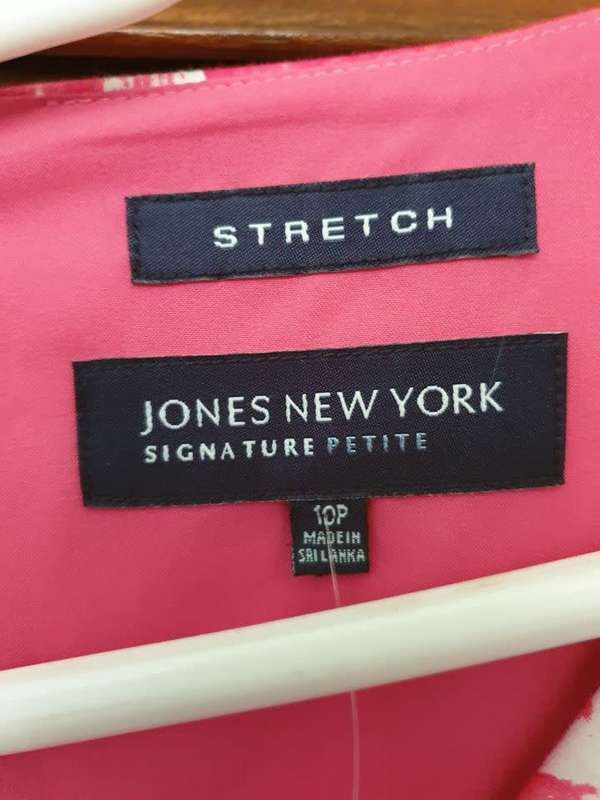 STRETCH
JONES NEW YORK
SIGNATURE PETITE
10P
MADE IN
SRI LANKA